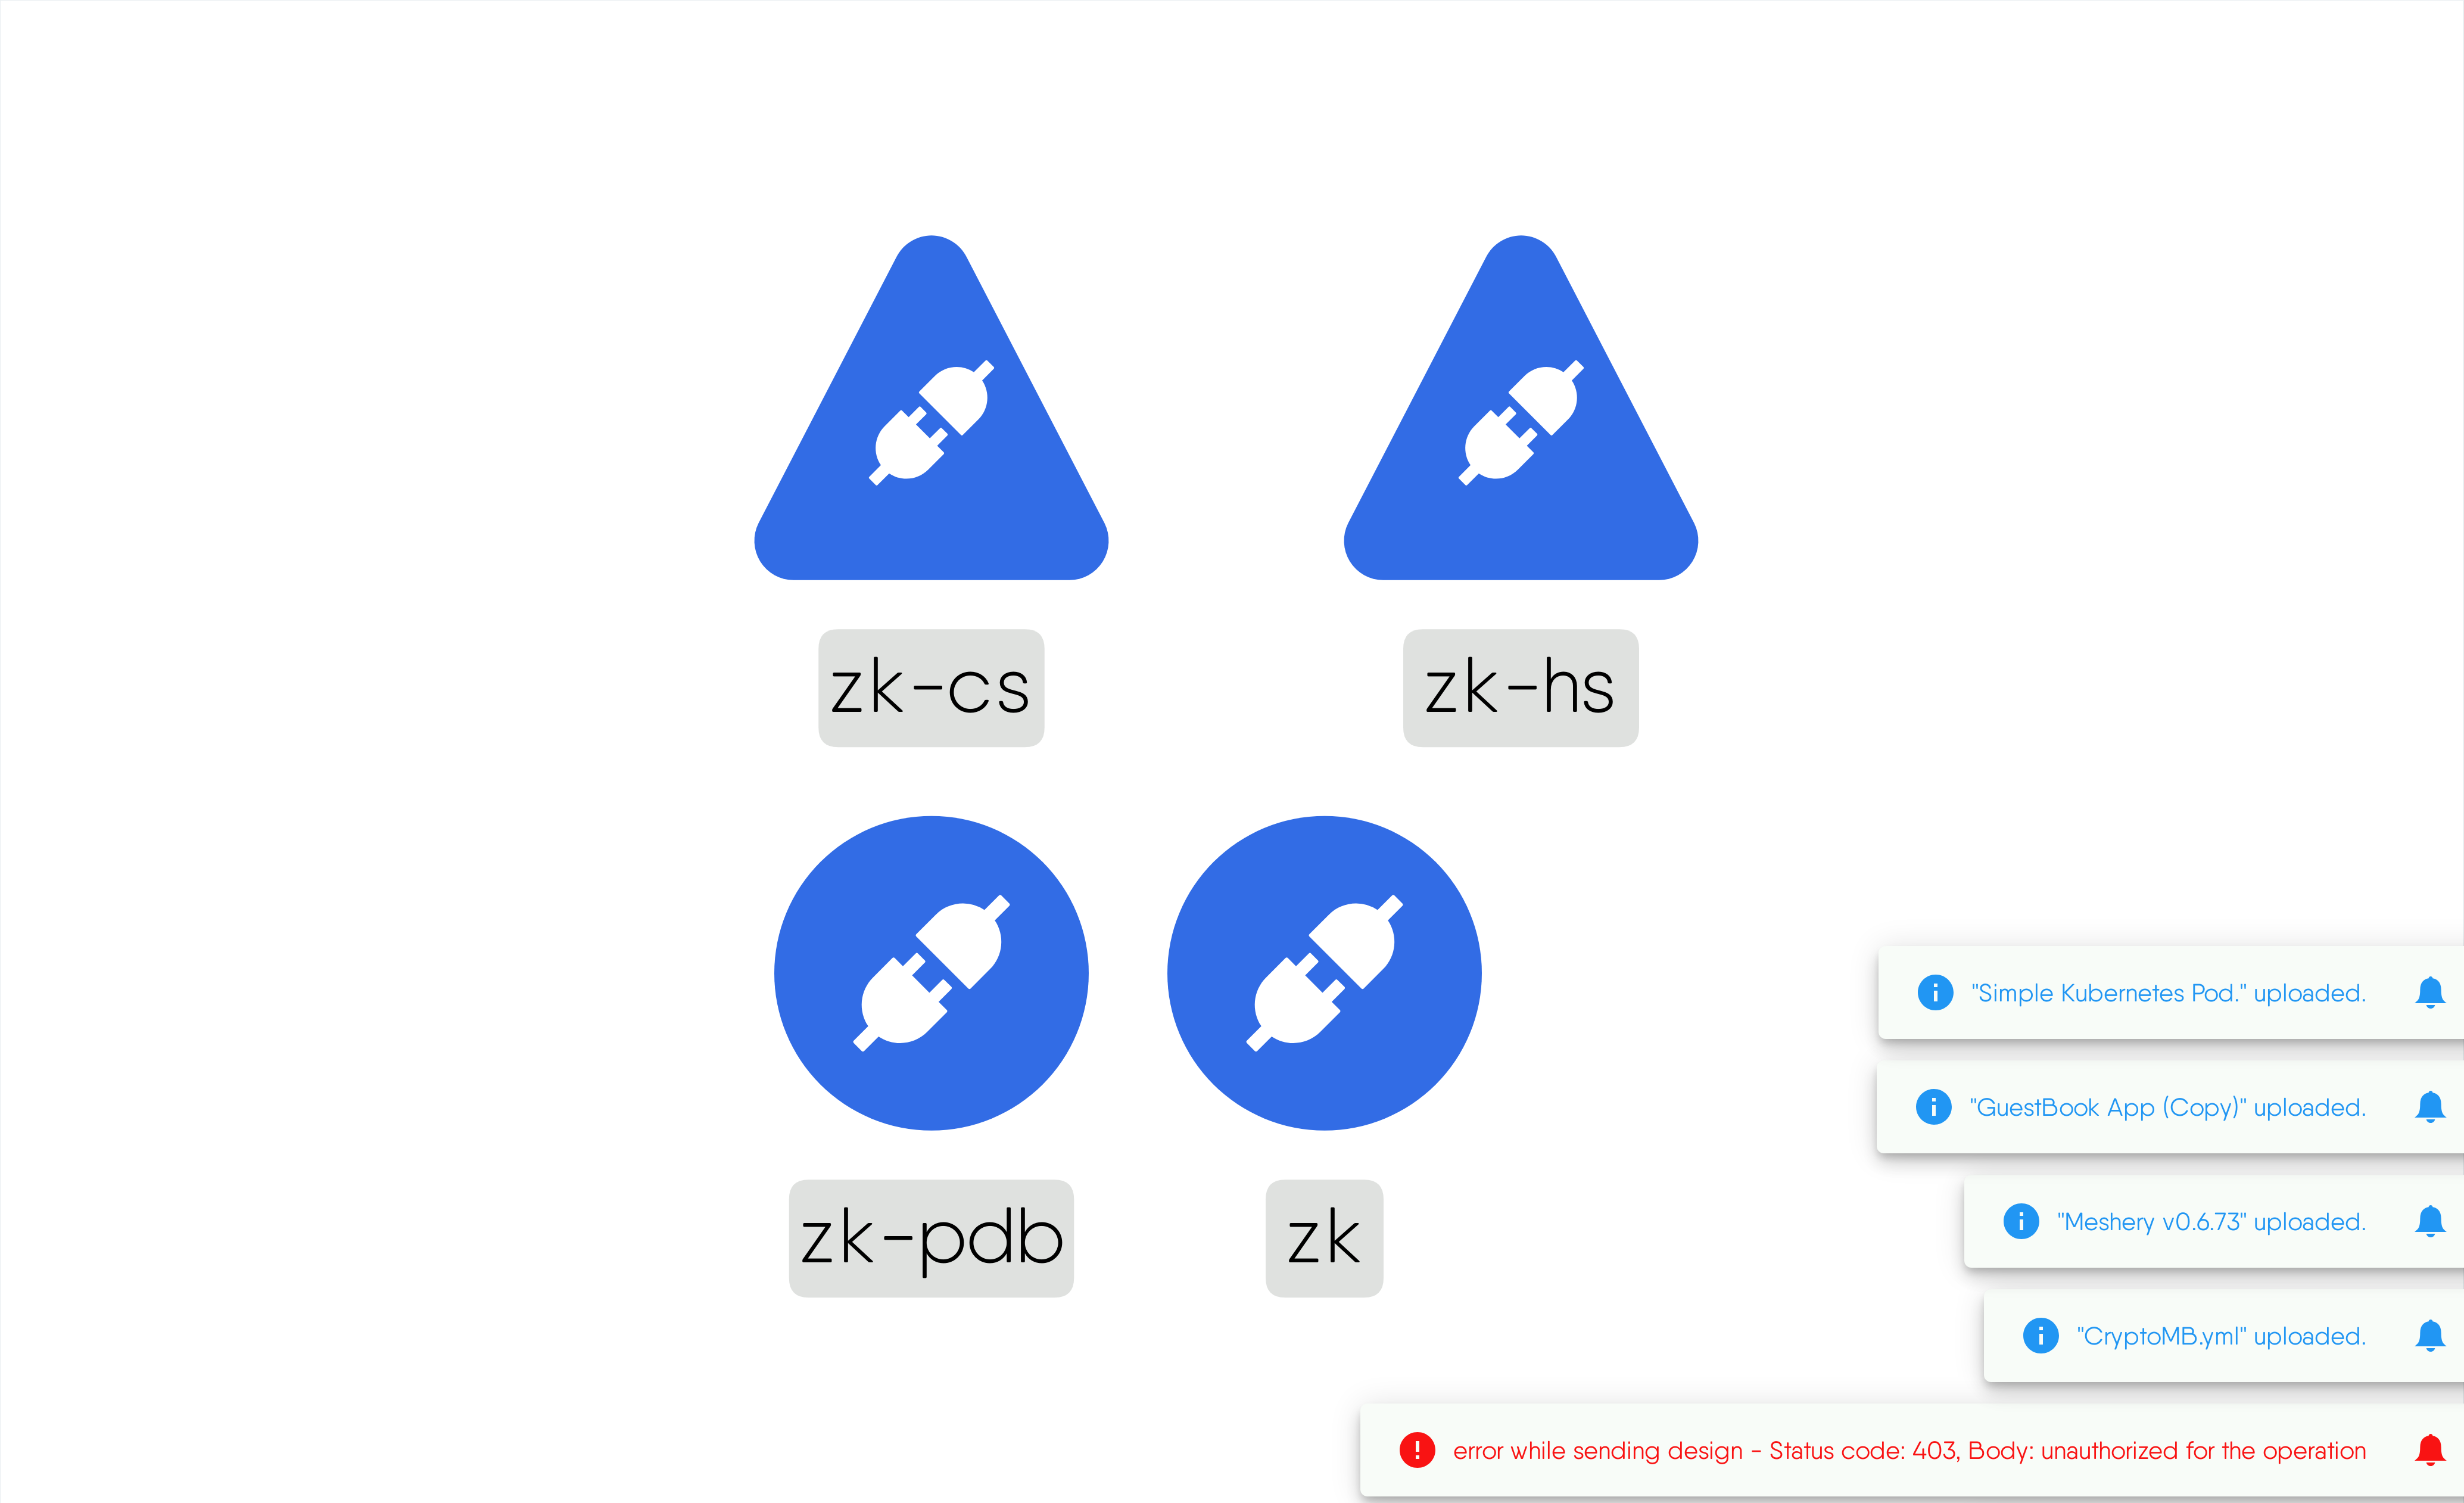 zk-cs
zk-hs
zk-pdb
zk
"Simple Kubernetes Pod." uploaded.
"GuestBook App (Copy)" uploaded.
"Meshery v0.6.73" uploaded.
"CryptoMB.yml" uploaded.
error while sending design - Status code: 403, Body: unauthorized for the operation